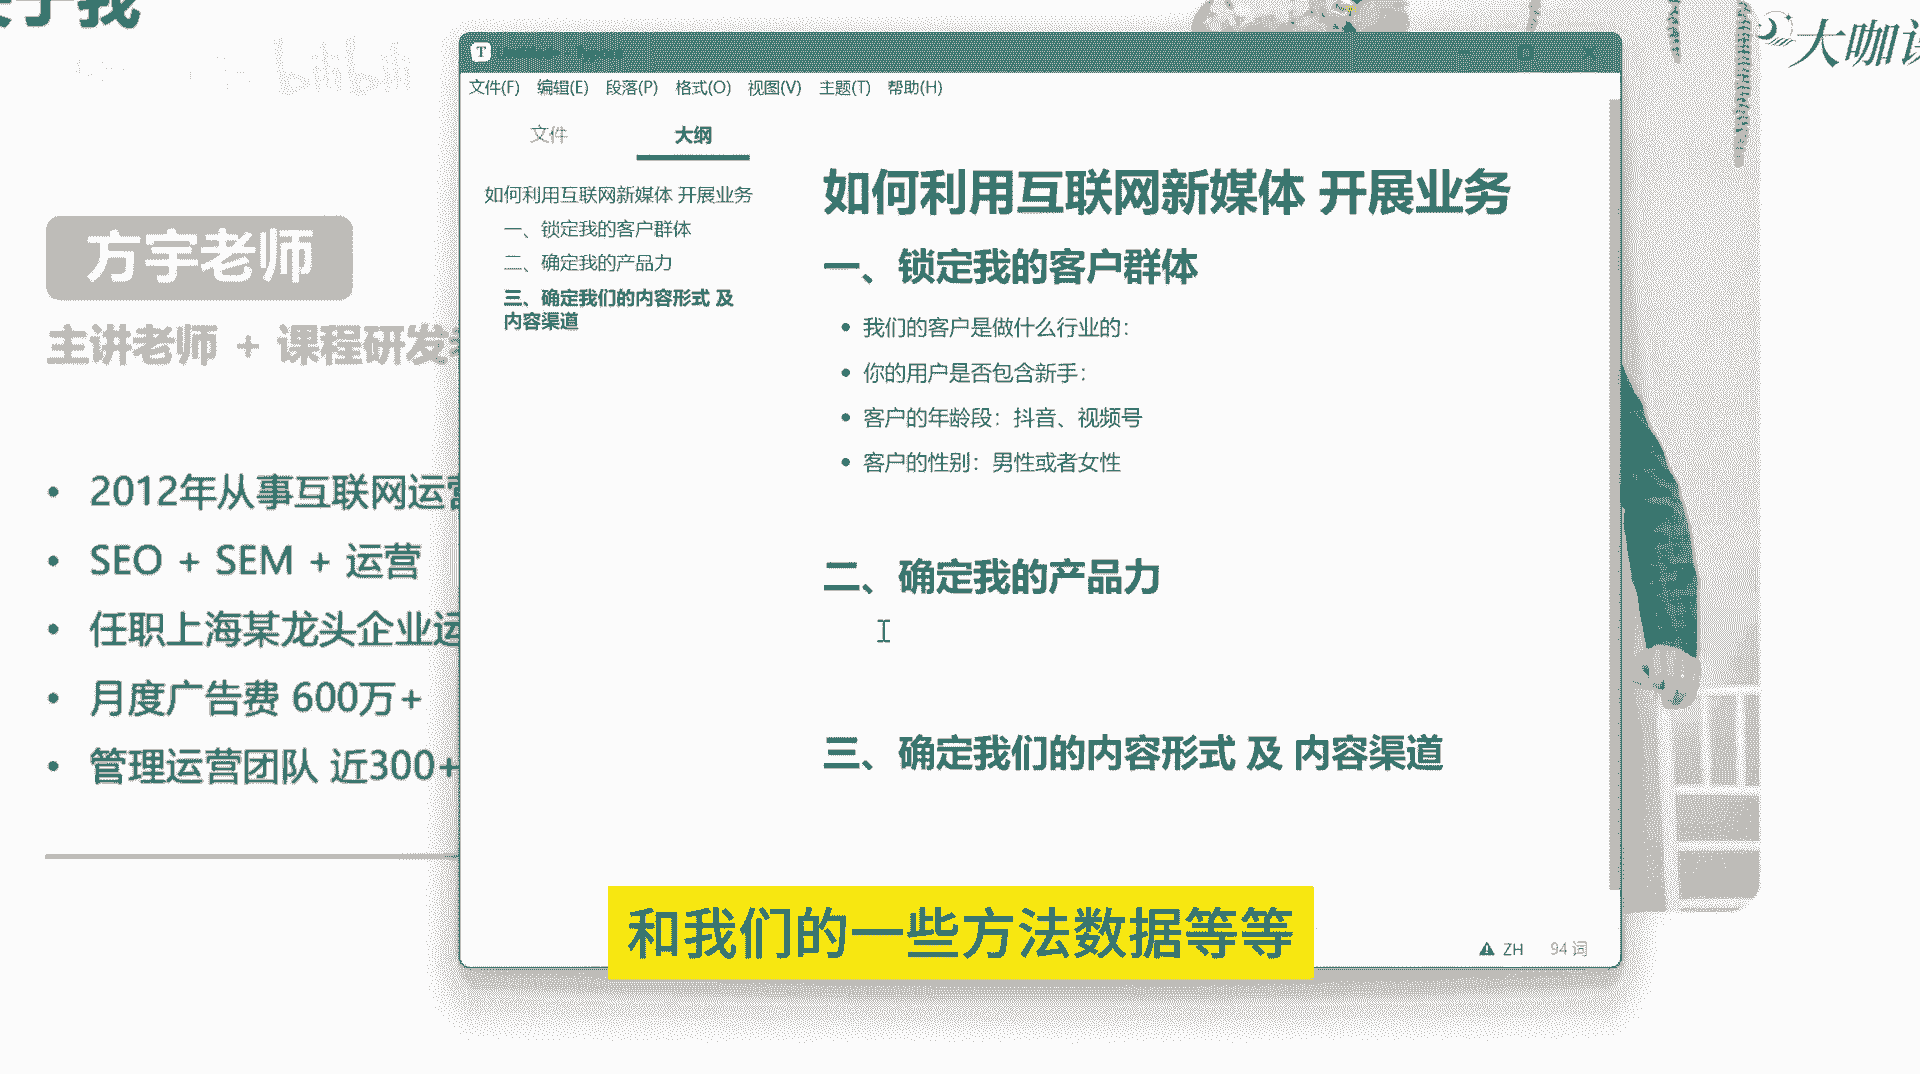 bilibili
大咖课
方宇老师
主讲老师 + 课程研发
• 2012年从事互联网运营
• SEO + SEM + 运营
• 任职上海某龙头企业运
• 月度广告费 600万+
• 管理运营团队 近300+
T
文件(F) 编辑(E) 段落(P) 格式(O) 视图(V) 主题(T) 帮助(H)
文件 大纲
如何利用互联网新媒体 开展业务
一、锁定我的客户群体
二、确定我的产品力
三、确定我们的内容形式 及
内容渠道
如何利用互联网新媒体 开展业务
一、锁定我的客户群体
• 我们的客户是做什么行业的：
• 你的用户是否包含新手：
• 客户的年龄段：抖音、视频号
• 客户的性别：男性或者女性
二、确定我的产品力
三、确定我们的内容形式 及 内容渠道
ZH 94 词
和我们的一些方法数据等等